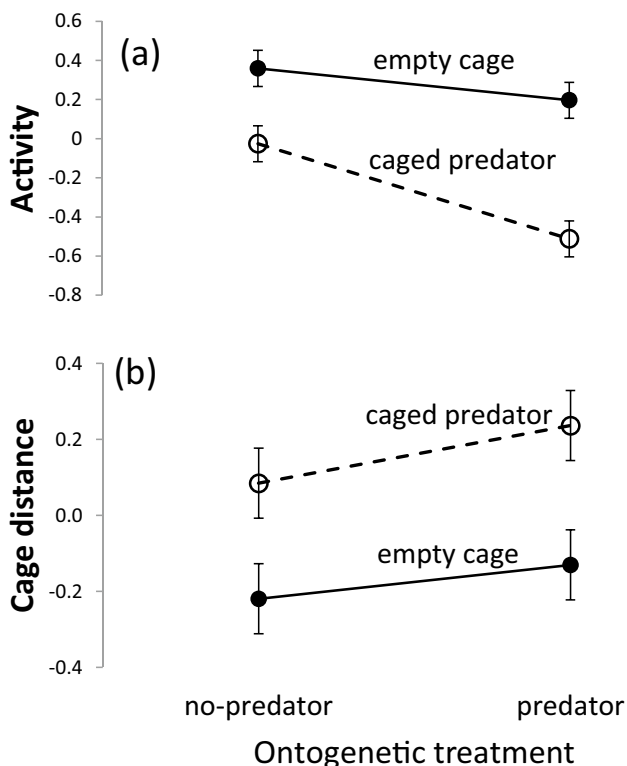 0.6
(a)
empty cage
0.4
0.2
0
caged predator
-0.2
-0.4
-0.6
-0.8
Activity
0.4
(b)
caged predator
0.2
0.0
empty cage
-0.2
-0.4
Cage distance
no-predator predator
Ontogenetic treatment